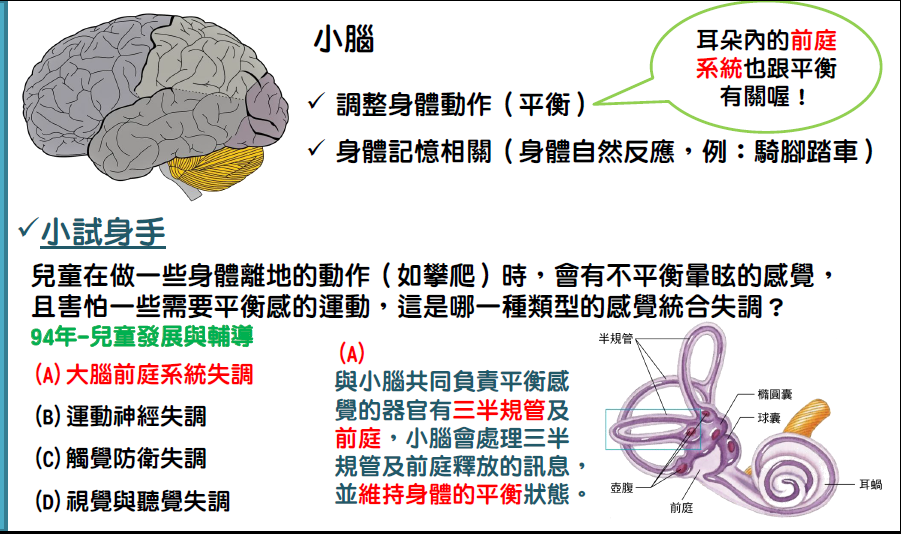 小腦
✓ 調整身體動作（平衡）
✓ 身體記憶相關（身體自然反應，例：騎腳踏車）
耳朵內的前庭
系統也跟平衡
有關喔！
✓小試身手
兒童在做一些身體離地的動作（如攀爬）時，會有不平衡暈眩的感覺，
且害怕一些需要平衡感的運動，這是哪一種類型的感覺統合失調？
94年-兒童發展與輔導
(A)大腦前庭系統失調
(B)運動神經失調
(C)觸覺防衛失調
(D)視覺與聽覺失調
(A)
與小腦共同負責平衡感
覺的器官有三半規管及
前庭，小腦會處理三半
規管及前庭釋放的訊息，
並維持身體的平衡狀態。
半規管
橢圓囊
球囊
壺腹
前庭
耳蝸